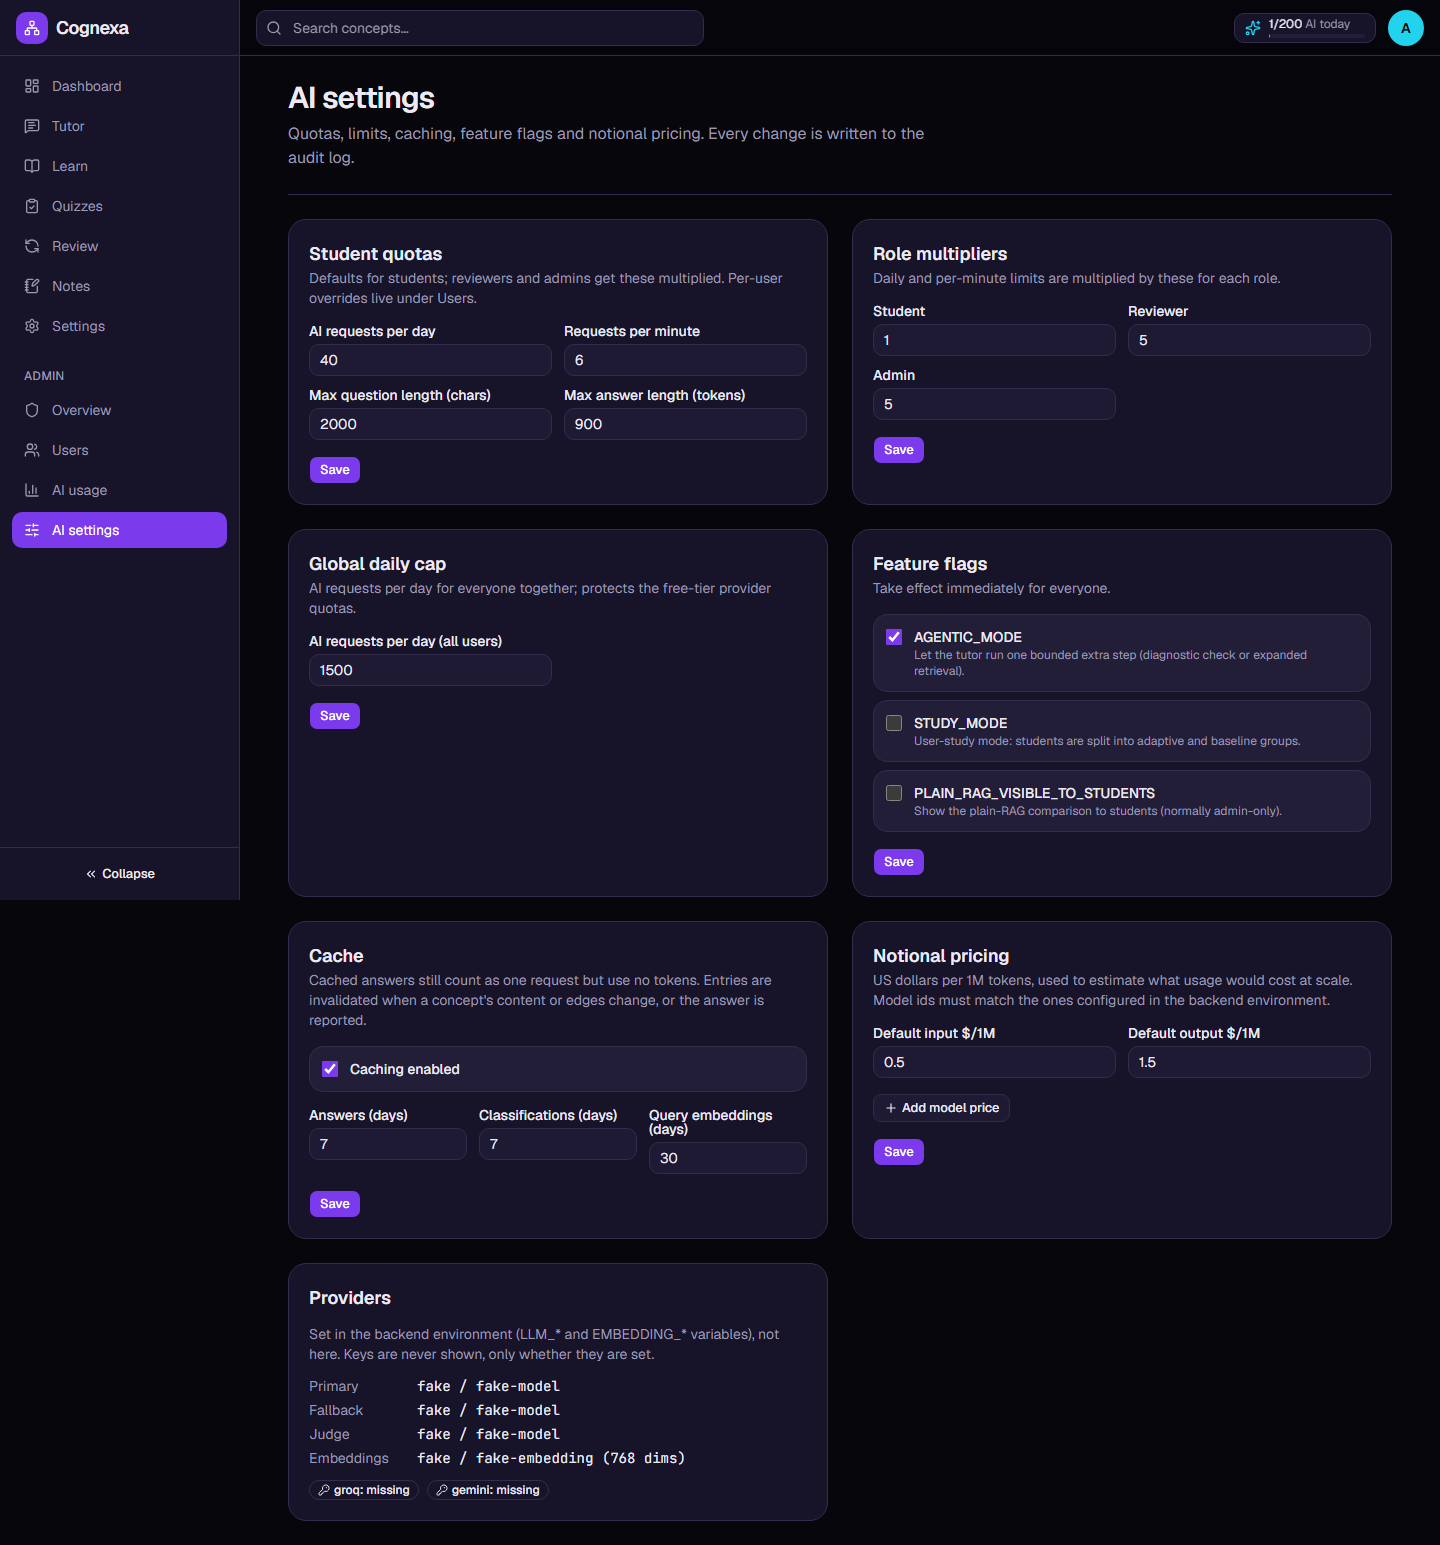 Cognexa
Search concepts...
1/200 AI today
A
Dashboard
Tutor
Learn
Quizzes
Review
Notes
Settings
ADMIN
Overview
Users
AI usage
AI settings
Collapse
AI settings
Quotas, limits, caching, feature flags and notional pricing. Every change is written to the
audit log.
Student quotas
Defaults for students; reviewers and admins get these multiplied. Per-user
overrides live under Users.
AI requests per day
Requests per minute
40
6
Max question length (chars)
Max answer length (tokens)
2000
900
Save
Role multipliers
Daily and per-minute limits are multiplied by these for each role.
Student
Reviewer
1
5
Admin
5
Save
Global daily cap
AI requests per day for everyone together; protects the free-tier provider
quotas.
AI requests per day (all users)
1500
Save
Feature flags
Take effect immediately for everyone.
AGENTIC_MODE
Let the tutor run one bounded extra step (diagnostic check or expanded
retrieval).
STUDY_MODE
User-study mode: students are split into adaptive and baseline groups.
PLAIN_RAG_VISIBLE_TO_STUDENTS
Show the plain-RAG comparison to students (normally admin-only).
Save
Cache
Cached answers still count as one request but use no tokens. Entries are
invalidated when a concept's content or edges change, or the answer is
reported.
Caching enabled
Answers (days)
Classifications (days)
Query embeddings
(days)
7
7
30
Save
Notional pricing
US dollars per 1M tokens, used to estimate what usage would cost at scale.
Model ids must match the ones configured in the backend environment.
Default input $/1M
Default output $/1M
0.5
1.5
Add model price
Save
Providers
Set in the backend environment (LLM_* and EMBEDDING_* variables), not
here. Keys are never shown, only whether they are set.
Primary fake / fake-model
Fallback fake / fake-model
Judge fake / fake-model
Embeddings fake / fake-embedding (768 dims)
groq: missing
gemini: missing